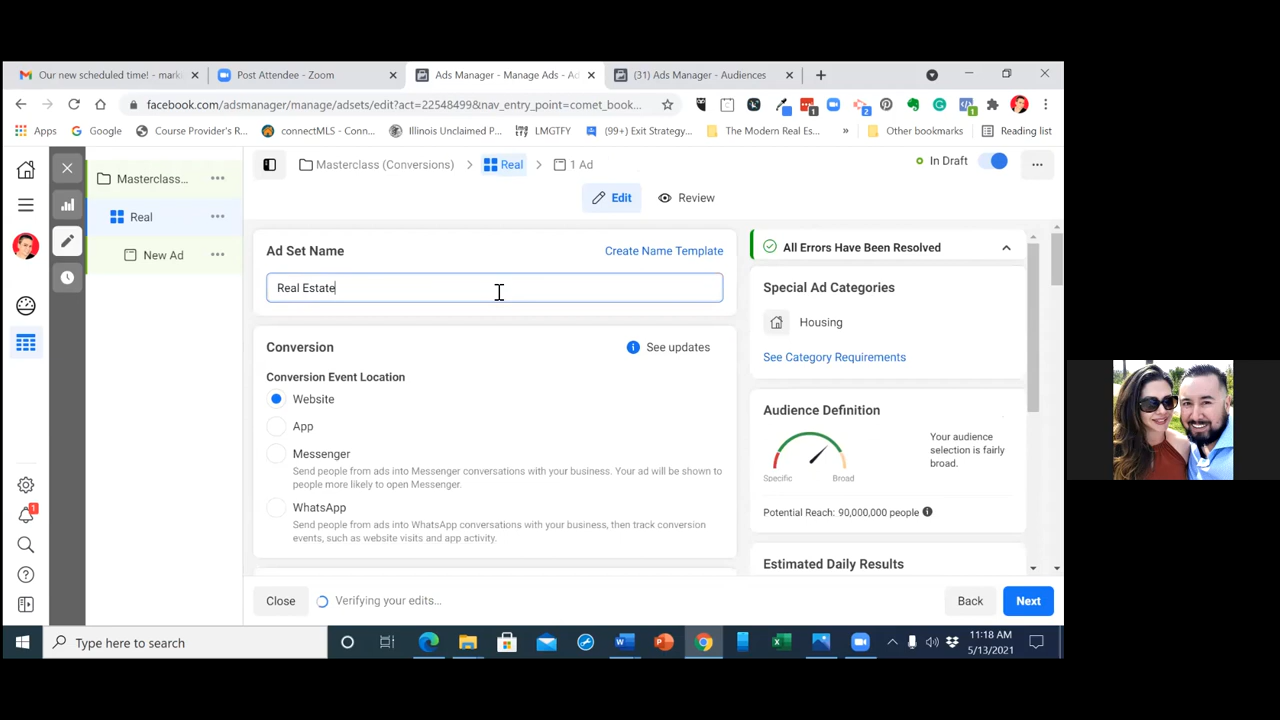 Our new scheduled time! - mark
Post Attendee - Zoom
Ads Manager - Manage Ads - Ad
(31) Ads Manager - Audiences
facebook.com/adsmanager/manage/adsets/edit?act=22548499&nav_entry_point=comet_book...
Apps
Google
Course Provider's R...
connectMLS - Conn...
Illinois Unclaimed P...
LMGTFY
(99+) Exit Strategy...
The Modern Real Es...
»
Other bookmarks
Reading list
Masterclass...
Real
New Ad
Masterclass (Conversions)
Real
1 Ad
In Draft
Edit
Review
Ad Set Name
Create Name Template
Real Estate
Conversion
See updates
Conversion Event Location
Website
App
Messenger
Send people from ads into Messenger conversations with your business. Your ad will be shown to
people more likely to open Messenger.
WhatsApp
Send people from ads into WhatsApp conversations with your business, then track conversion
events, such as website visits and app activity.
All Errors Have Been Resolved
Special Ad Categories
Housing
See Category Requirements
Audience Definition
Your audience
selection is fairly
broad.
Specific
Broad
Potential Reach: 90,000,000 people
Estimated Daily Results
Close
Verifying your edits...
Back
Next
Type here to search
11:18 AM
5/13/2021